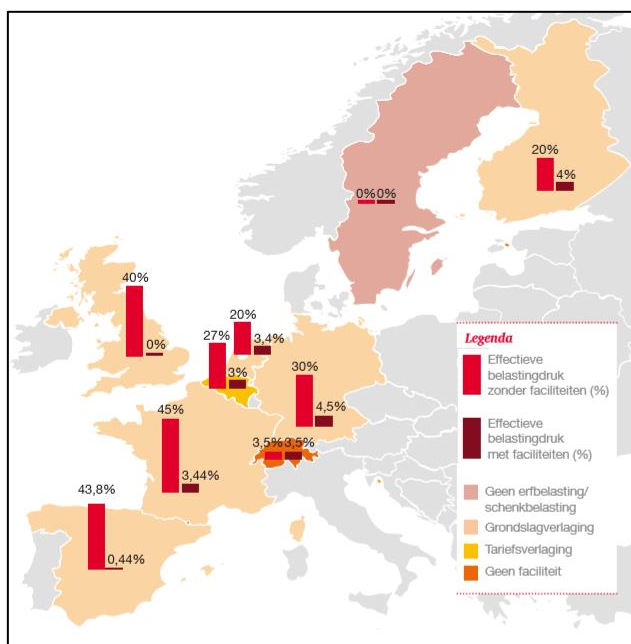 20%
4%
0% 0%
40%
0%
20%
27%
3,4%
3%
30%
4,5%
45%
3,44%
3,5% 3,5%
43,8%
0,44%
Legenda
Effectieve
belastingdruk
zonder faciliteiten (%)
Effectieve
belastingdruk
met faciliteiten (%)
Geen erfbelasting/
schenkbelasting
Grondslagverlaging
Tariefsverlaging
Geen faciliteit